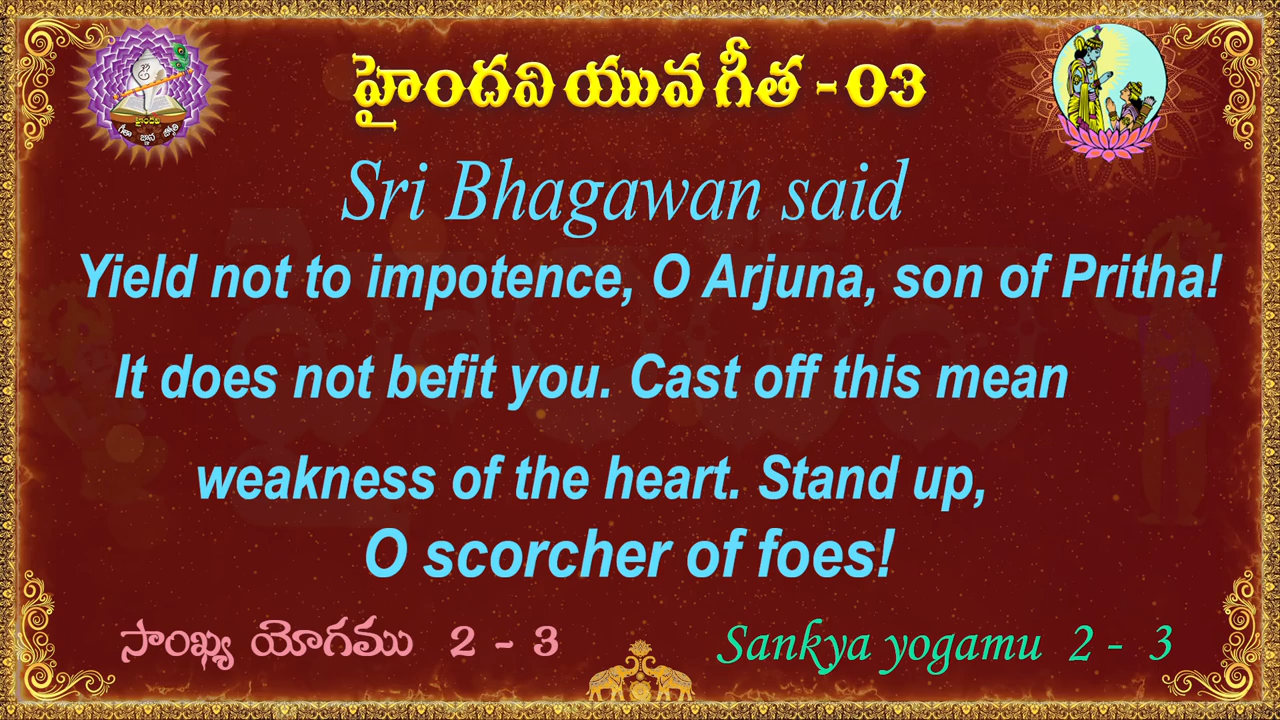 హైందవి యువ గీత - 03
Sri Bhagawan said
Yield not to impotence, O Arjuna, son of Pritha!
It does not befit you. Cast off this mean
weakness of the heart. Stand up,
O scorcher of foes!
సాంఖ్య యోగము 2 - 3
Sankya yogamu 2 - 3
హైందవి
గీతా జ్ఞాన